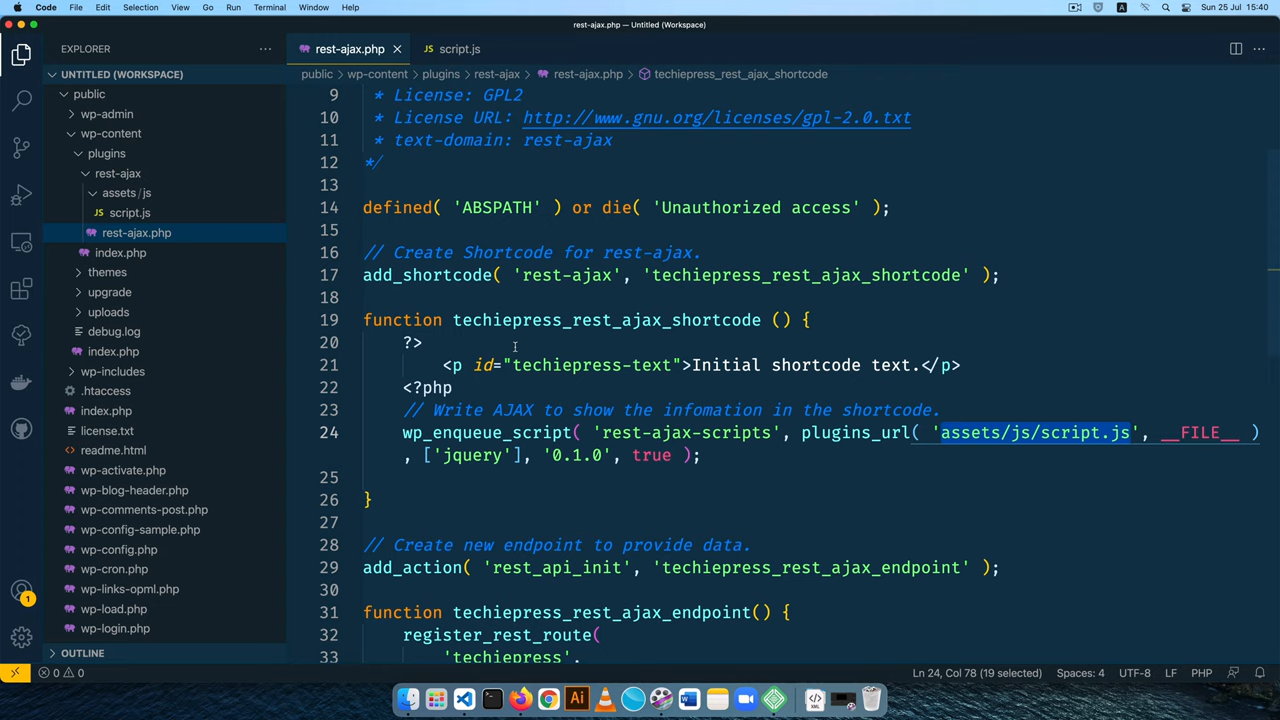 Code File Edit Selection View Go Run Terminal Window Help
A Sun 25 Jul 15:40
rest-ajax.php — Untitled (Workspace)
EXPLORER
UNTITLED (WORKSPACE)
public
wp-admin
wp-content
plugins
rest-ajax
assets/js
JS script.js
rest-ajax.php
index.php
themes
upgrade
uploads
debug.log
index.php
wp-includes
.htaccess
index.php
license.txt
readme.html
wp-activate.php
wp-blog-header.php
wp-comments-post.php
wp-config-sample.php
wp-config.php
wp-cron.php
wp-links-opml.php
wp-load.php
wp-login.php
OUTLINE
rest-ajax.php JS script.js
public > wp-content > plugins > rest-ajax > rest-ajax.php > techiepress_rest_ajax_shortcode
9 * License: GPL2
10 * License URL: http://www.gnu.org/licenses/gpl-2.0.txt
11 * text-domain: rest-ajax
12 */
13
14 defined( 'ABSPATH' ) or die( 'Unauthorized access' );
15
16 // Create Shortcode for rest-ajax.
17 add_shortcode( 'rest-ajax', 'techiepress_rest_ajax_shortcode' );
18
19 function techiepress_rest_ajax_shortcode () {
20 ?>
21 <p id="techiepress-text">Initial shortcode text.</p>
22 <?php
23 // Write AJAX to show the infomation in the shortcode.
24 wp_enqueue_script( 'rest-ajax-scripts', plugins_url( 'assets/js/script.js', __FILE__ )
, ['jquery'], '0.1.0', true );
25
26 }
27
28 // Create new endpoint to provide data.
29 add_action( 'rest_api_init', 'techiepress_rest_ajax_endpoint' );
30
31 function techiepress_rest_ajax_endpoint() {
32 register_rest_route(
33 'techiepress',
1
0 0 Ln 24, Col 78 (19 selected) Spaces: 4 UTF-8 LF PHP
Ai W XML